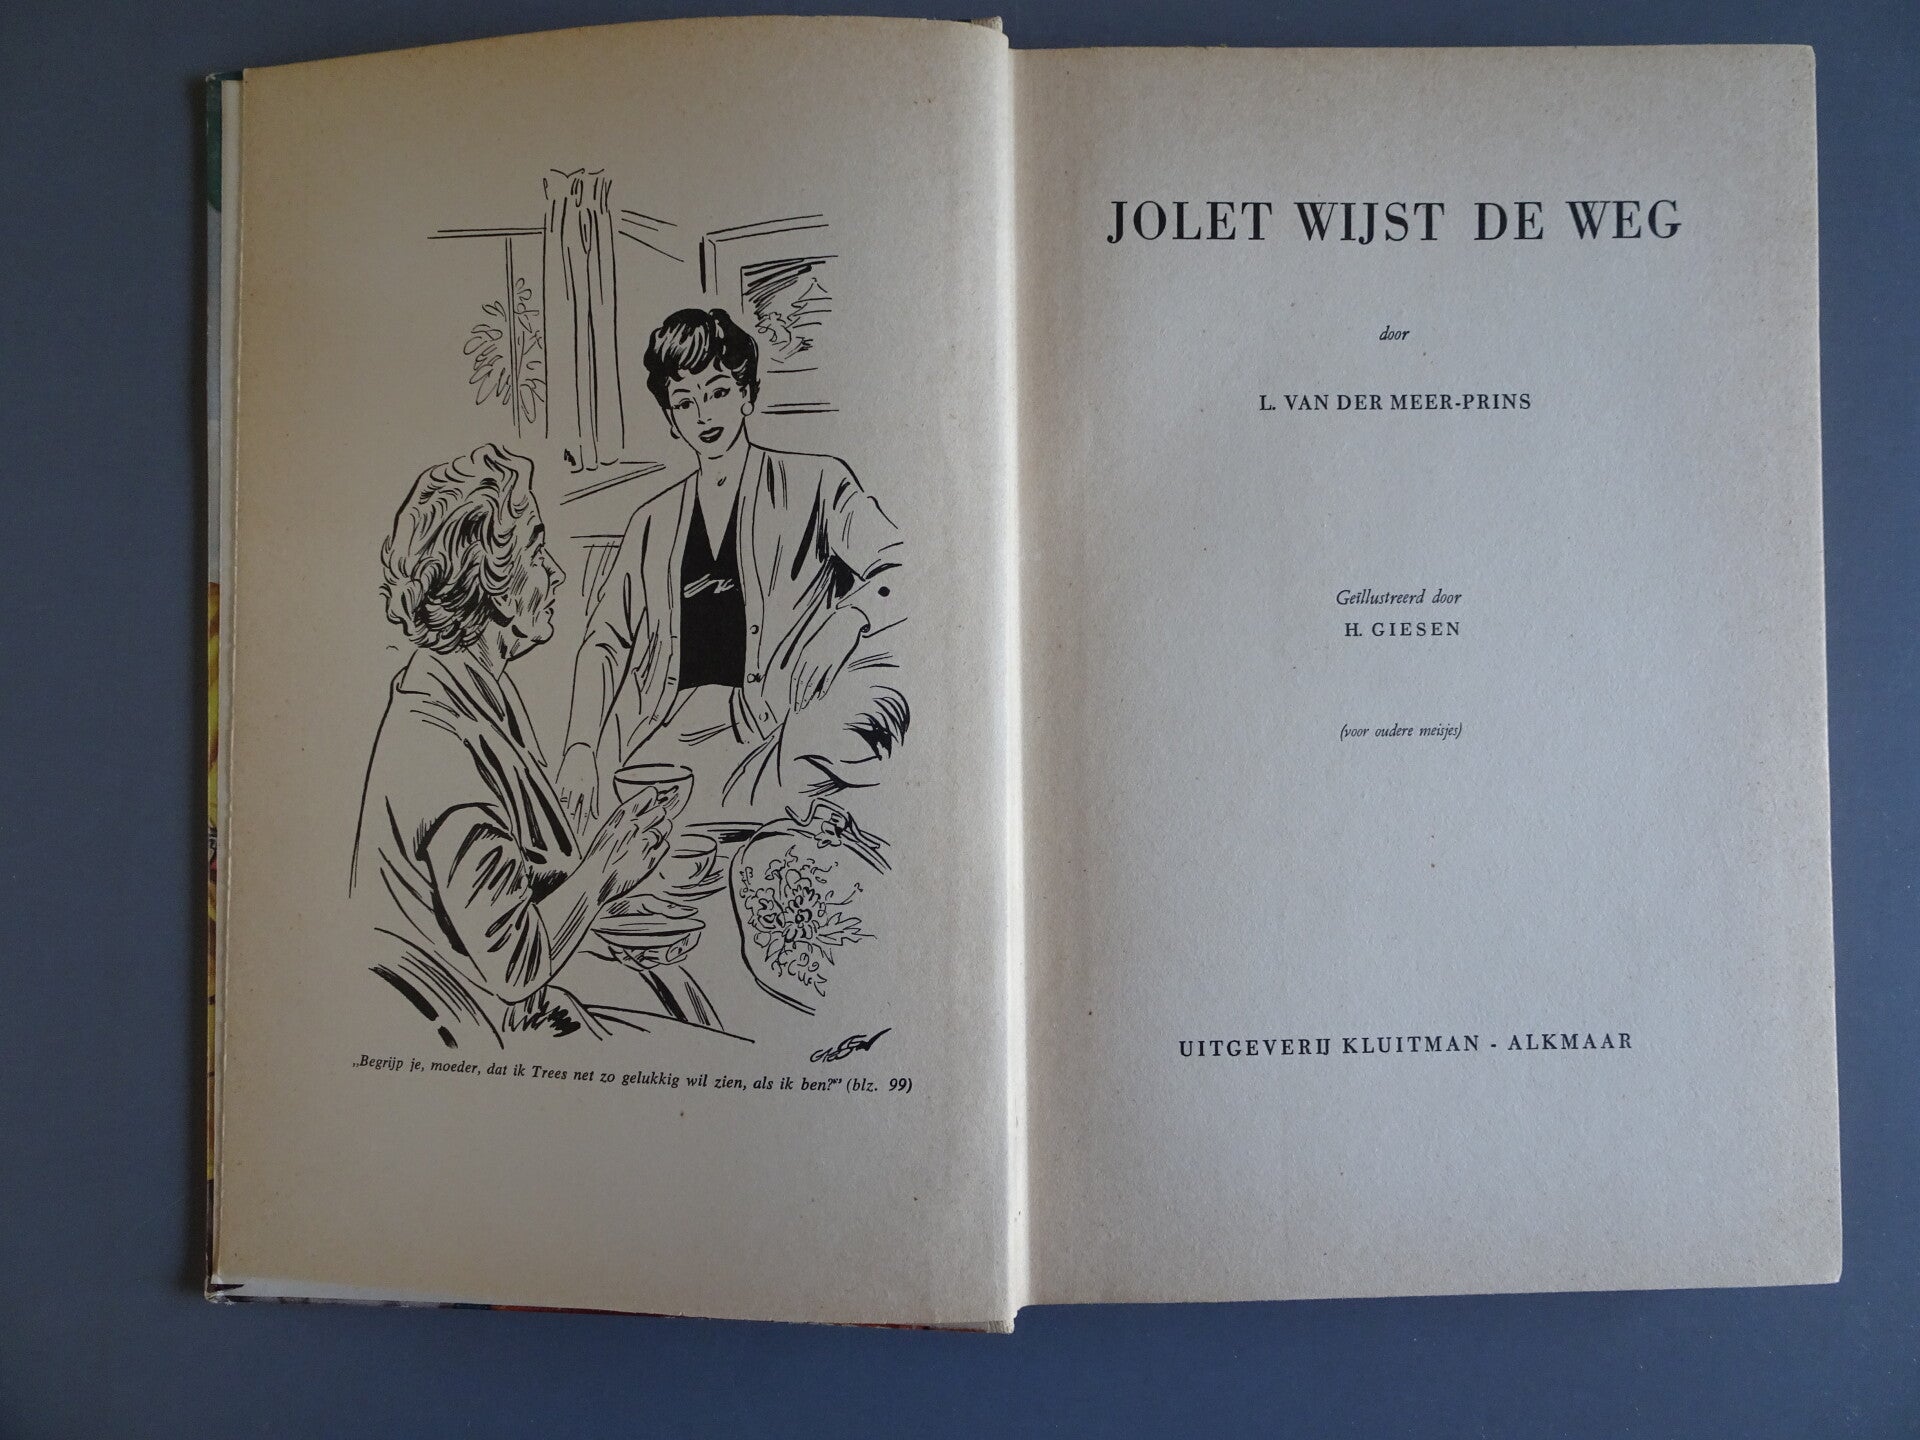 GIESEN
„Begrijp je, moeder, dat ik Trees net zo gelukkig wil zien, als ik ben?” (blz. 99)
JOLET WIJST DE WEG
door
L. VAN DER MEER-PRINS
Geïllustreerd door
H. GIESEN
(voor oudere meisjes)
UITGEVERIJ KLUITMAN - ALKMAAR